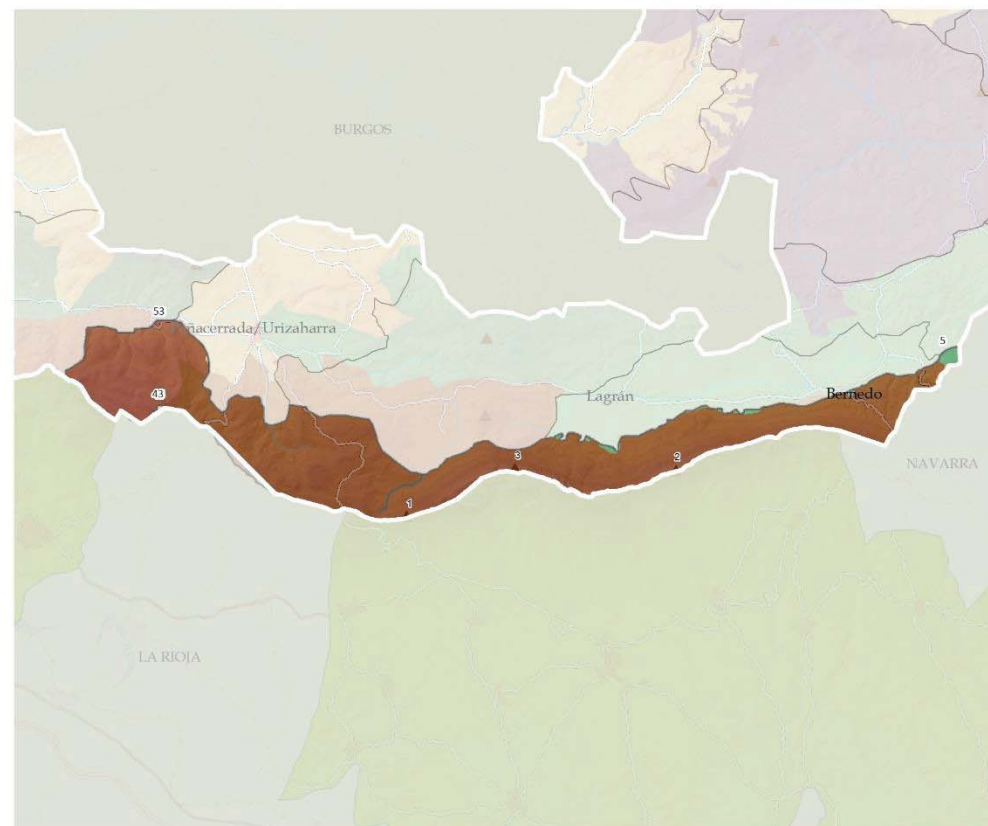 BURGOS
53
Peñacerrada/Urizaharra
5
43
Lagrán
Bernedo
3
2
NAVARRA
1
LA RIOJA